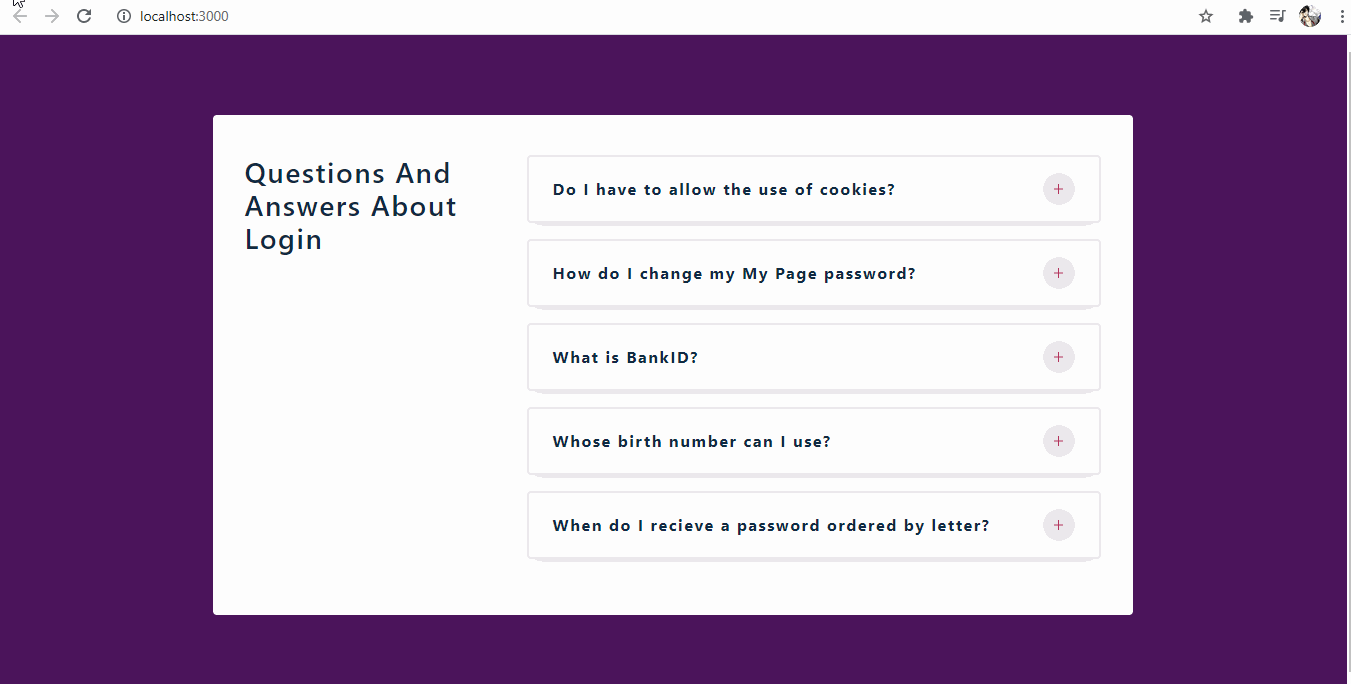 localhost:3000
Questions And
Answers About
Login
Do I have to allow the use of cookies?
How do I change my My Page password?
What is BankID?
Whose birth number can I use?
When do I recieve a password ordered by letter?